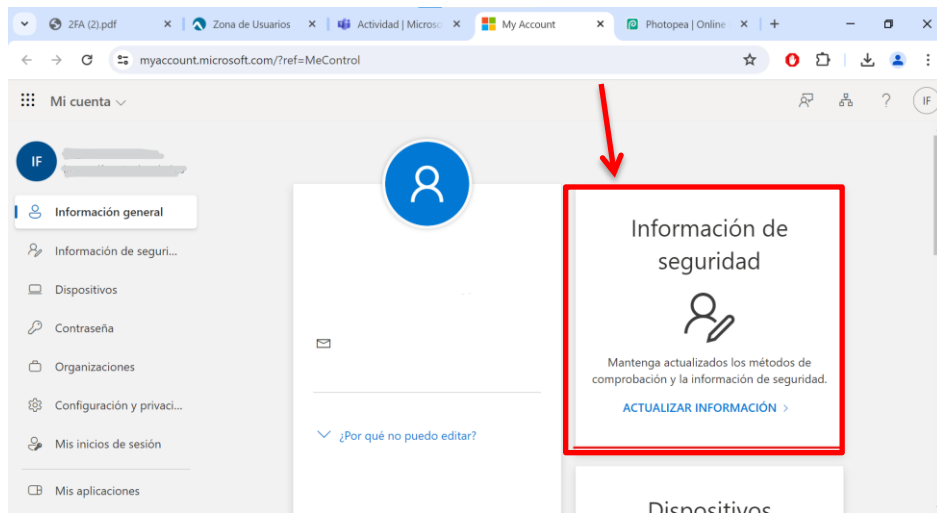 2FA (2).pdf
Zona de Usuarios
Actividad | Microso
My Account
Photopea | Online
myaccount.microsoft.com/?ref=MeControl
Mi cuenta
?
IF
IF
Información general
Información de seguri...
Dispositivos
Contraseña
Organizaciones
Configuración y privaci...
Mis inicios de sesión
Mis aplicaciones
¿Por qué no puedo editar?
Información de
seguridad
Mantenga actualizados los métodos de
comprobación y la información de seguridad.
ACTUALIZAR INFORMACIÓN >
Dispositivos